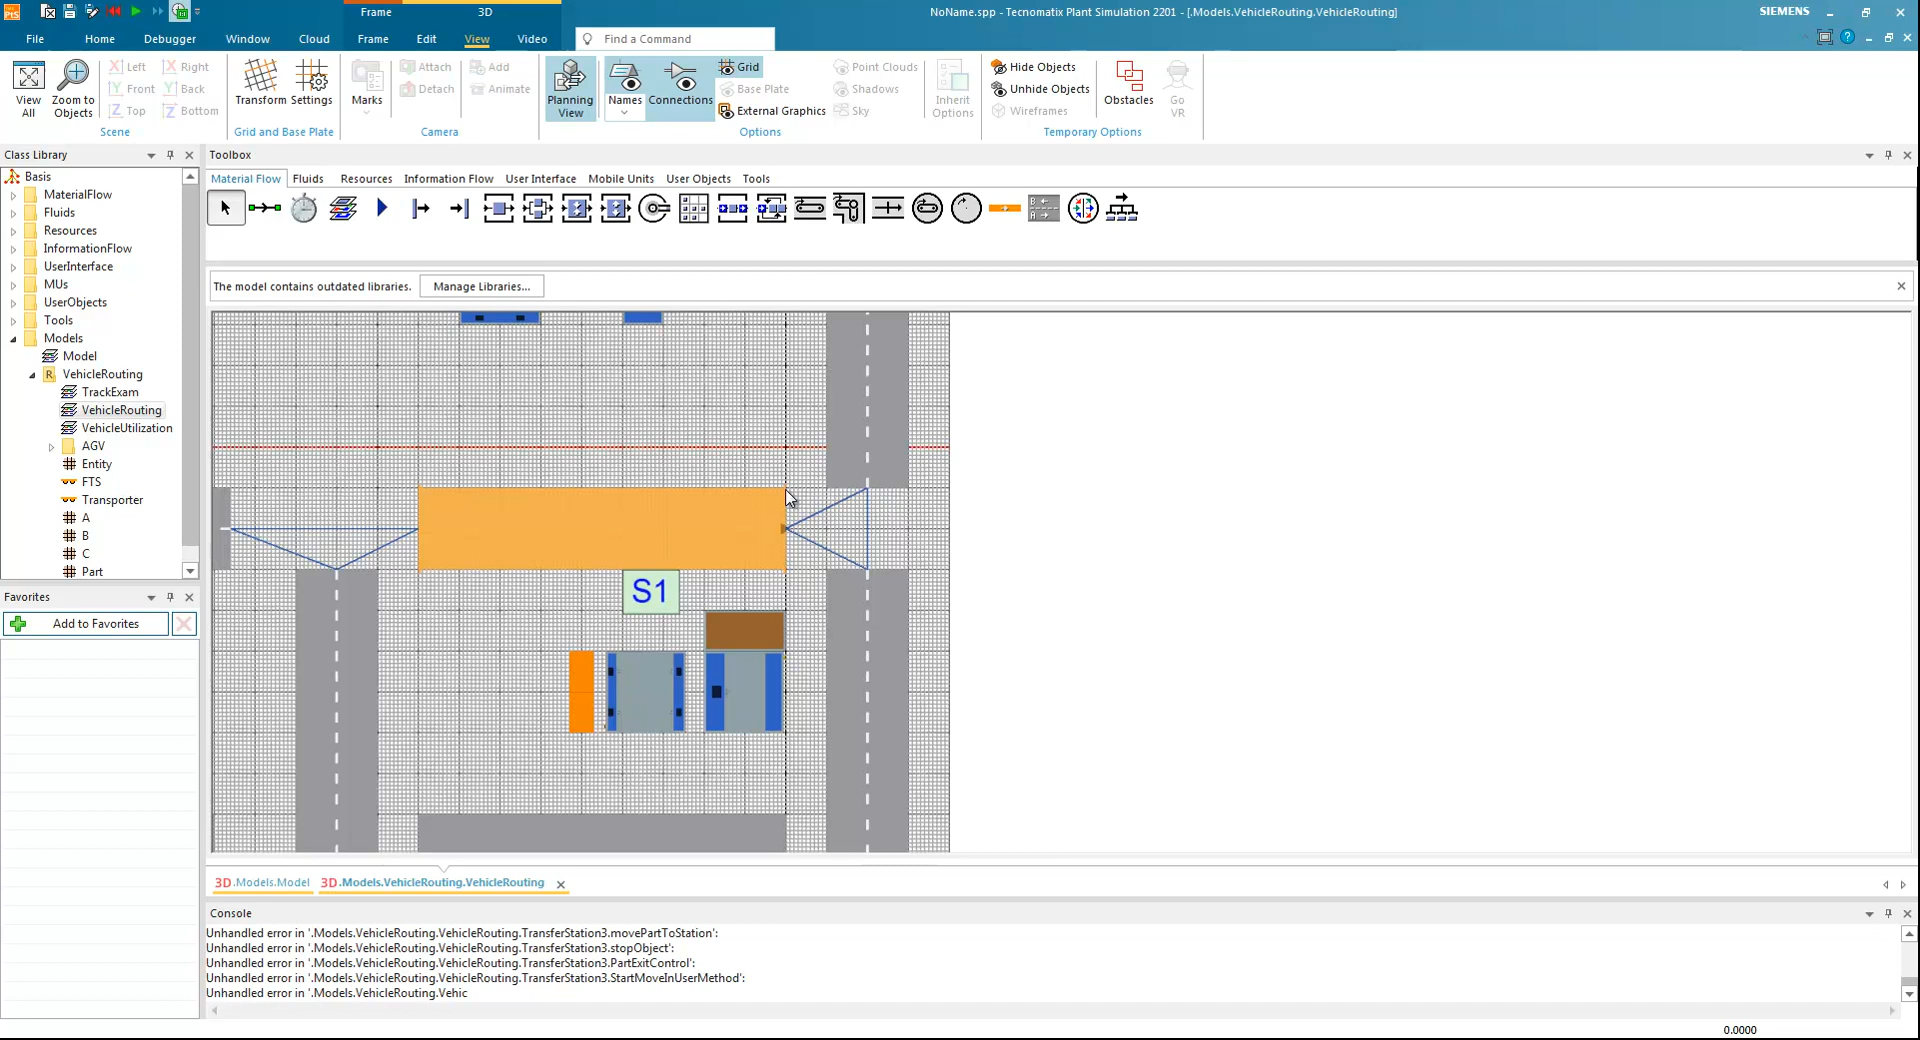 Frame
3D
NoName.spp - Tecnomatix Plant Simulation 2201 - [.Models.VehicleRouting.VehicleRouting]
SIEMENS
File
Home
Debugger
Window
Cloud
Frame
Edit
View
Video
Find a Command
View All
Zoom to Objects
Left
Right
Front
Back
Top
Bottom
Scene
Transform
Settings
Grid and Base Plate
Marks
Attach
Detach
Add
Animate
Camera
Planning View
Names
Connections
Grid
Base Plate
External Graphics
Point Clouds
Shadows
Sky
Options
Inherit Options
Hide Objects
Unhide Objects
Wireframes
Obstacles
Go VR
Temporary Options
Class Library
Basis
MaterialFlow
Fluids
Resources
InformationFlow
UserInterface
MUs
UserObjects
Tools
Models
Model
R
VehicleRouting
TrackExam
VehicleRouting
VehicleUtilization
AGV
Entity
FTS
Transporter
A
B
C
Part
Favorites
Add to Favorites
Toolbox
Material Flow
Fluids
Resources
Information Flow
User Interface
Mobile Units
User Objects
Tools
The model contains outdated libraries.
Manage Libraries...
S1
3D .Models.Model
3D .Models.VehicleRouting.VehicleRouting
Console
Unhandled error in '.Models.VehicleRouting.VehicleRouting.TransferStation3.movePartToStation':
Unhandled error in '.Models.VehicleRouting.VehicleRouting.TransferStation3.stopObject':
Unhandled error in '.Models.VehicleRouting.VehicleRouting.TransferStation3.PartExitControl':
Unhandled error in '.Models.VehicleRouting.VehicleRouting.TransferStation3.StartMoveInUserMethod':
Unhandled error in '.Models.VehicleRouting.Vehic
0.0000